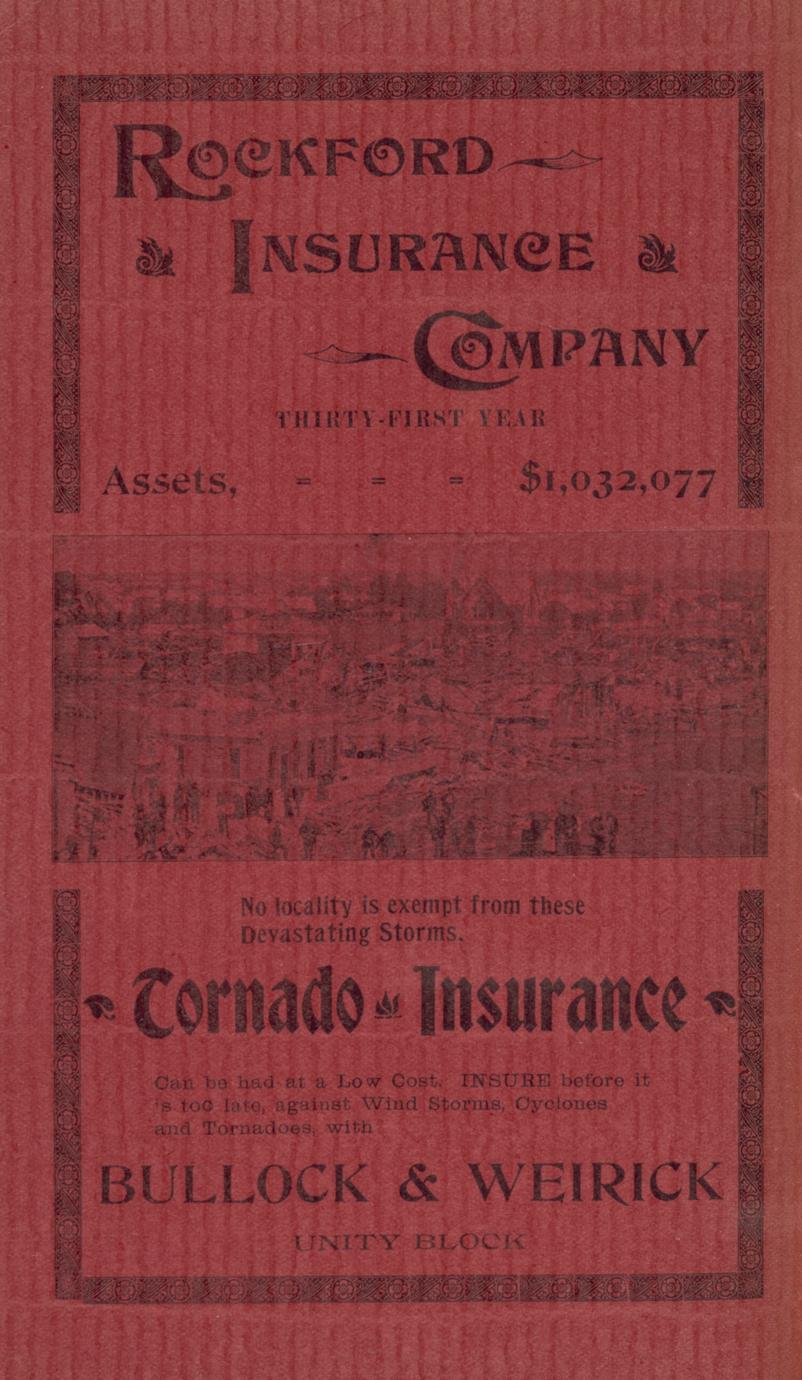 ROCKFORD
INSURANCE
COMPANY
THIRTY-FIRST YEAR
Assets, = = = $1,032,077
No locality is exempt from these
Devastating Storms.
Tornado Insurance
Can be had at a Low Cost. INSURE before it
is too late, against Wind Storms, Cyclones
and Tornadoes, with
BULLOCK & WEIRICK
UNITY BLOCK